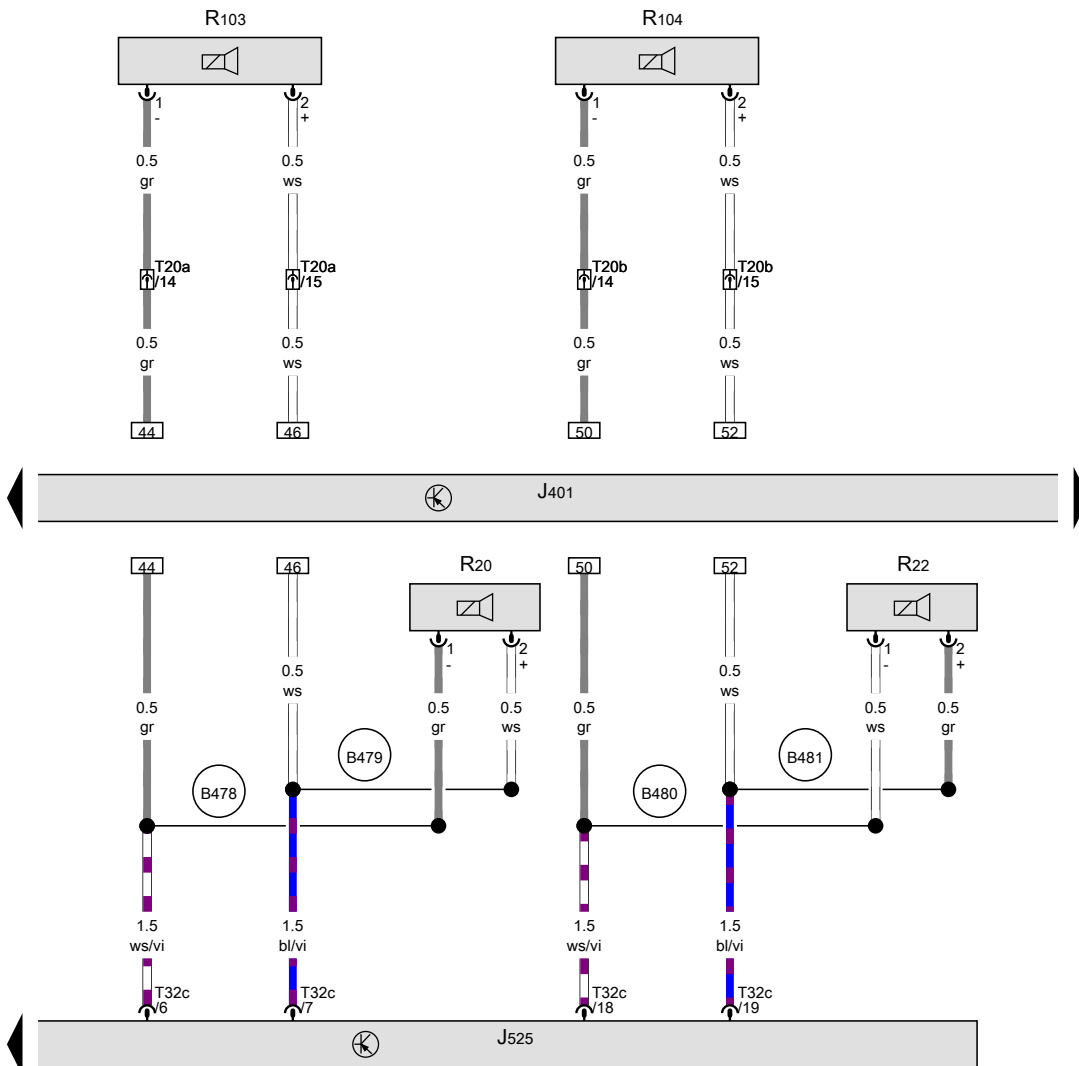 R103 R104
1 2 1 2
- + - +
0.5 0.5 0.5 0.5
gr ws gr ws
T20a T20a T20b T20b
/14 /15 /14 /15
0.5 0.5 0.5 0.5
gr ws gr ws
44 46 50 52
J401
44 46 R20 50 52 R22
1 2 1 2
- + - +
0.5 0.5
ws ws
0.5 0.5 0.5 0.5 0.5 0.5
gr gr ws gr ws gr
B479 B481
B478 B480
1.5 1.5 1.5 1.5
ws/vi bl/vi ws/vi bl/vi
T32c T32c T32c T32c
/6 /7 /18 /19
J525